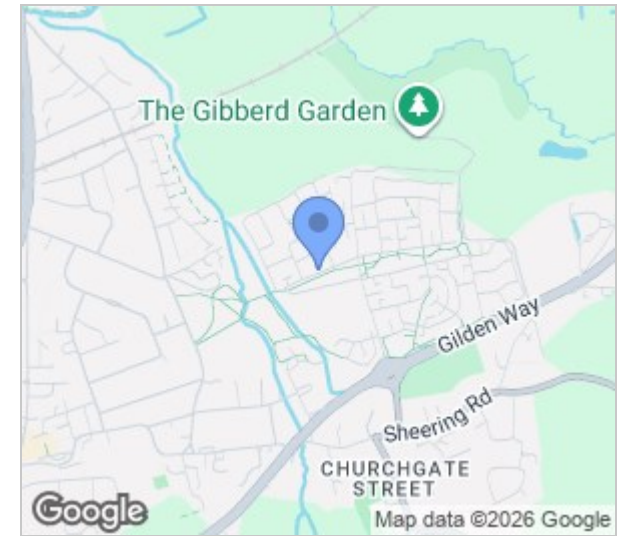 The Gibberd Garden
Gilden Way
Sheering Rd
CHURCHGATE
STREET
Google
Map data ©2026 Google